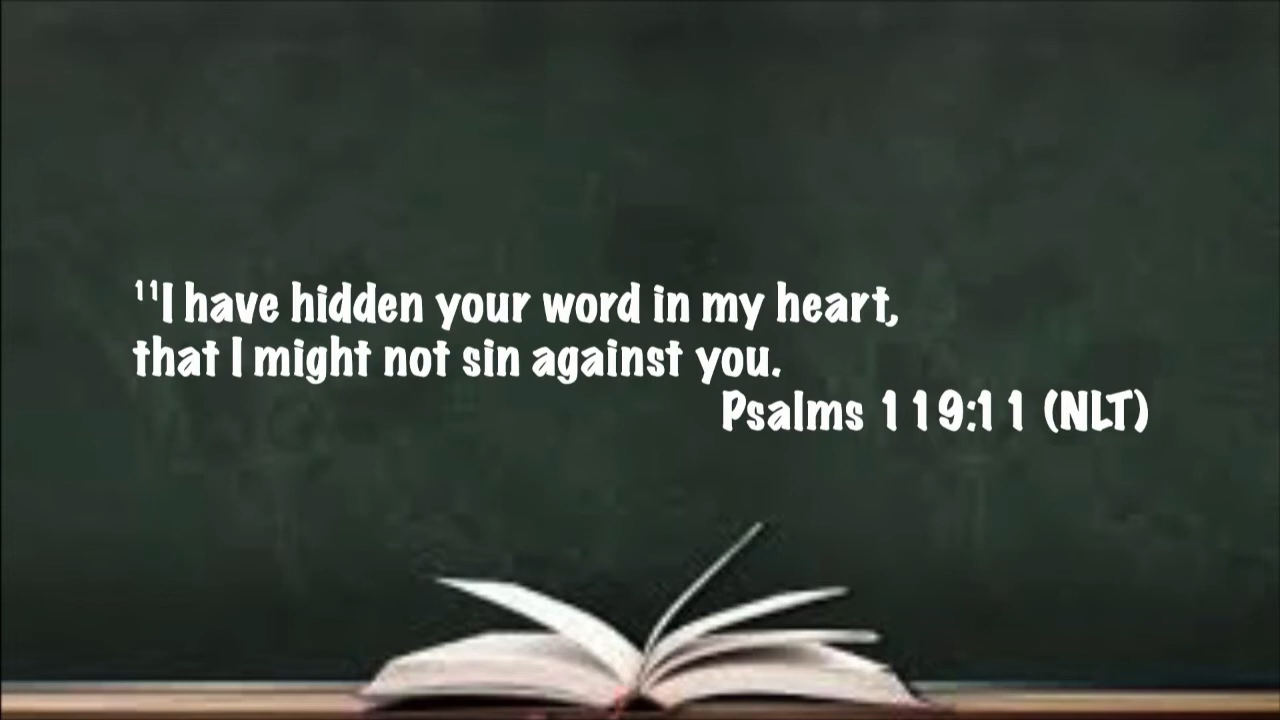 ¹¹I have hidden your word in my heart,
that I might not sin against you.
Psalms 119:11 (NLT)